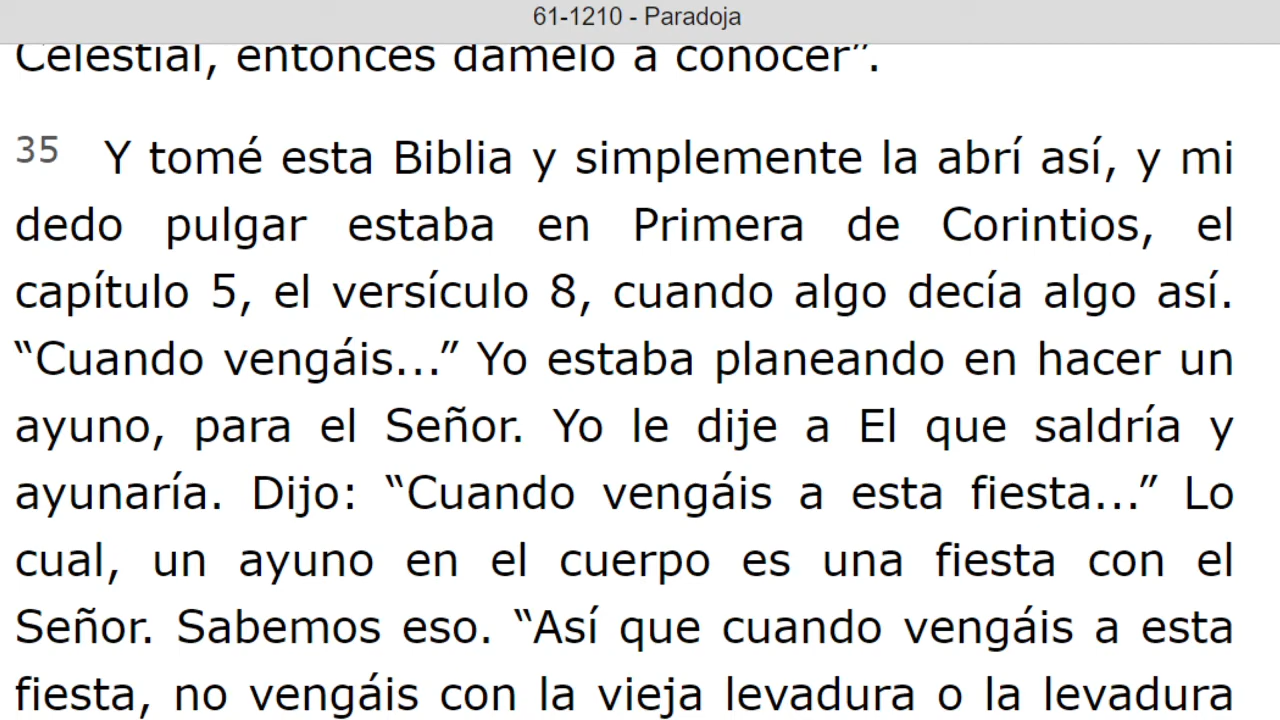 61-1210 - Paradoja
Celestial, entonces dámelo a conocer”.
35 Y tomé esta Biblia y simplemente la abrí así, y mi
dedo pulgar estaba en Primera de Corintios, el
capítulo 5, el versículo 8, cuando algo decía algo así.
“Cuando vengáis...” Yo estaba planeando en hacer un
ayuno, para el Señor. Yo le dije a El que saldría y
ayunaría. Dijo: “Cuando vengáis a esta fiesta...” Lo
cual, un ayuno en el cuerpo es una fiesta con el
Señor. Sabemos eso. “Así que cuando vengáis a esta
fiesta, no vengáis con la vieja levadura o la levadura